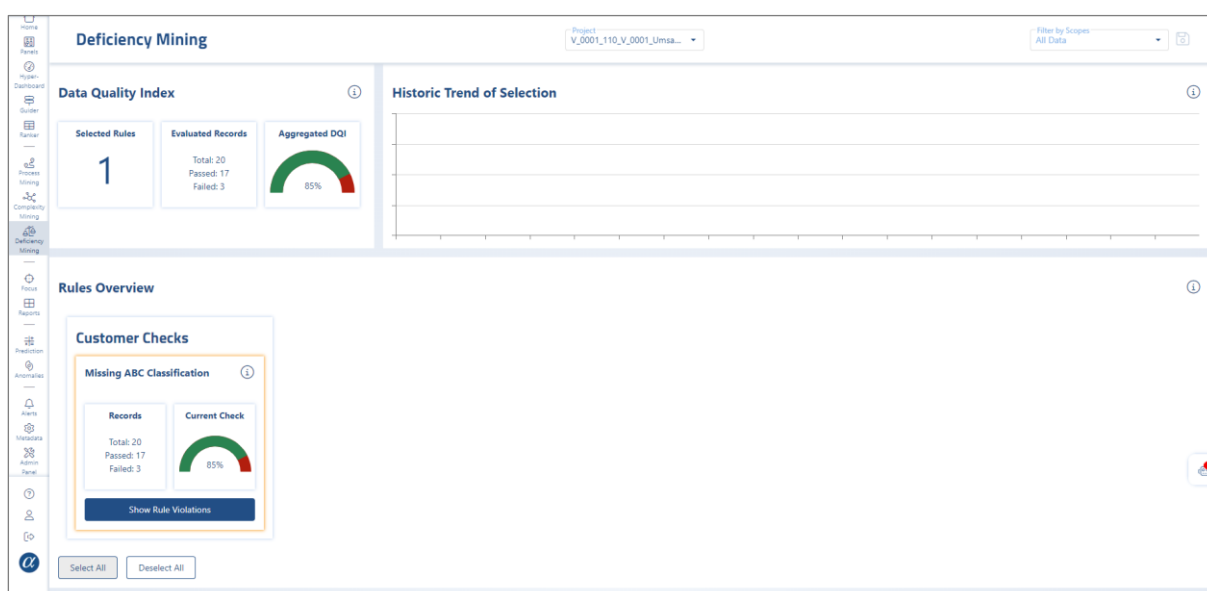 Home
Panels
Hyper-
Dashboard
Guider
Ranker
Process
Mining
Complexity
Mining
Deficiency
Mining
Focus
Reports
Prediction
Anomalies
Alerts
Metadata
Admin
Panel
Deficiency Mining
Project
V_0001_110_V_0001_Umsa...
Filter by Scopes
All Data
Data Quality Index
Selected Rules
1
Evaluated Records
Total: 20
Passed: 17
Failed: 3
Aggregated DQI
85%
Historic Trend of Selection
Rules Overview
Customer Checks
Missing ABC Classification
Records
Total: 20
Passed: 17
Failed: 3
Current Check
85%
Show Rule Violations
Select All
Deselect All